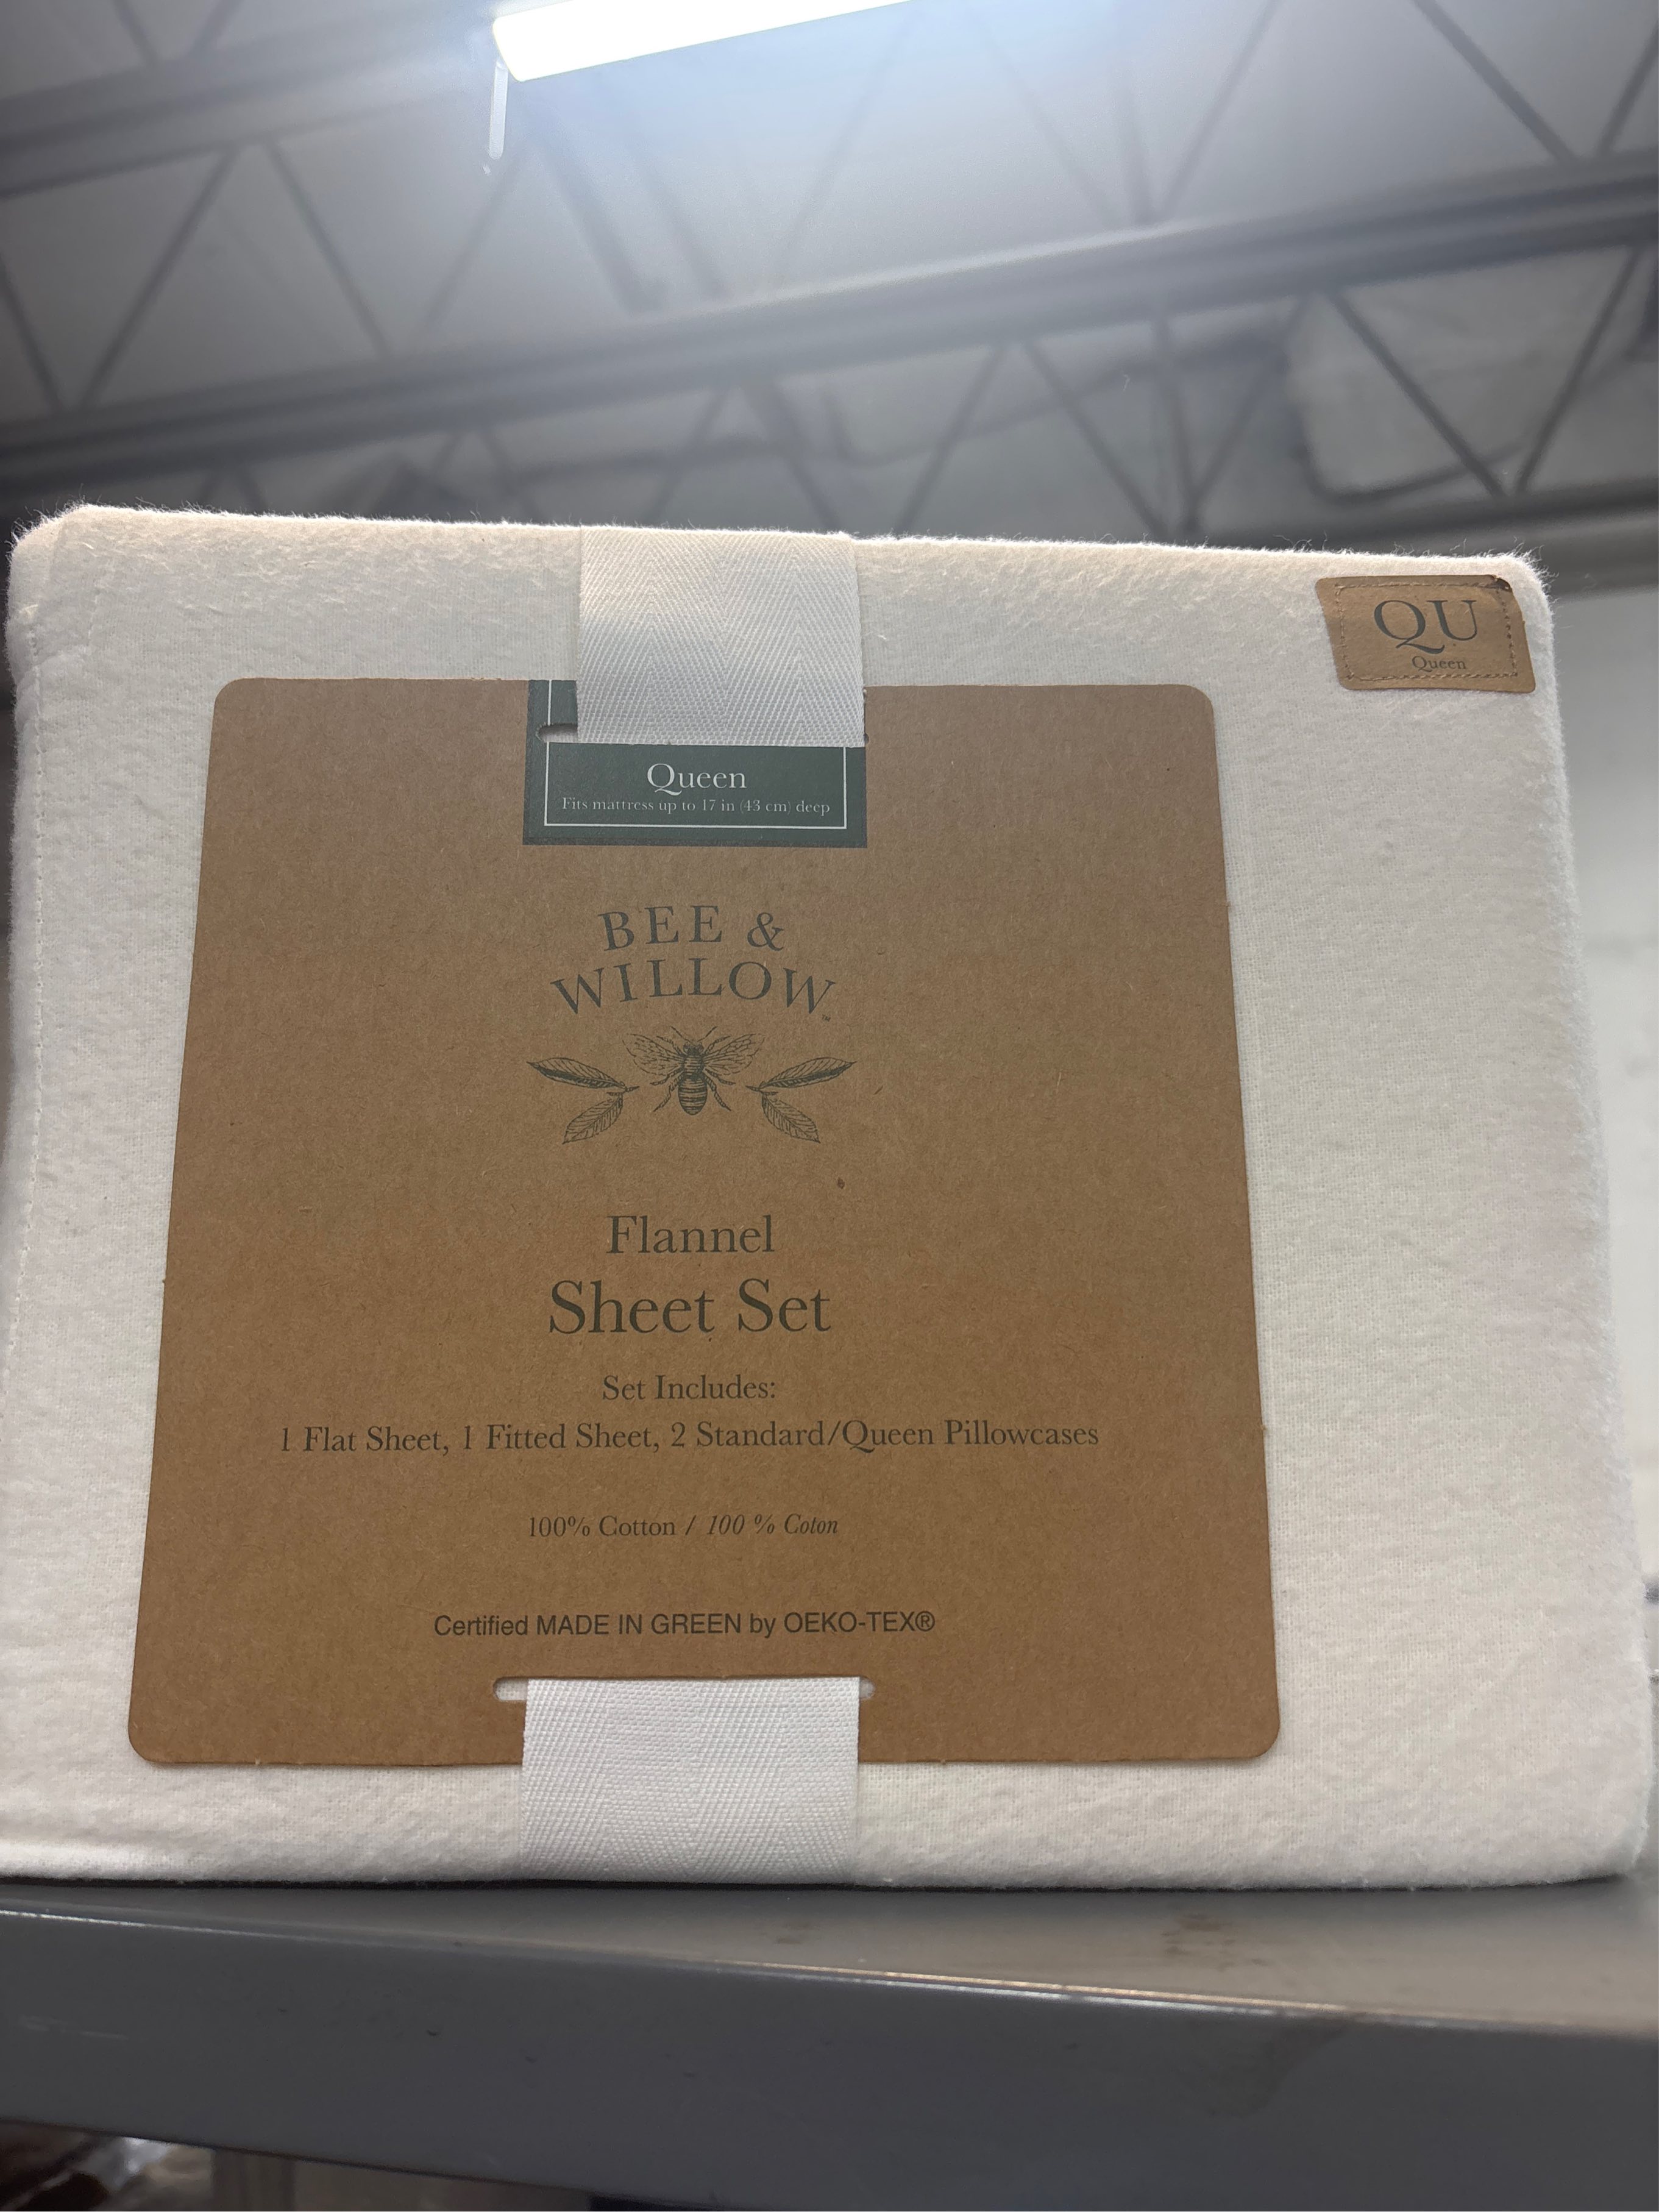 QU
Queen
Queen
Fits mattress up to 17 in (43 cm) deep
BEE &
WILLOW™
Flannel
Sheet Set
Set Includes:
1 Flat Sheet, 1 Fitted Sheet, 2 Standard/Queen Pillowcases
100% Cotton / 100 % Coton
Certified MADE IN GREEN by OEKO-TEX®